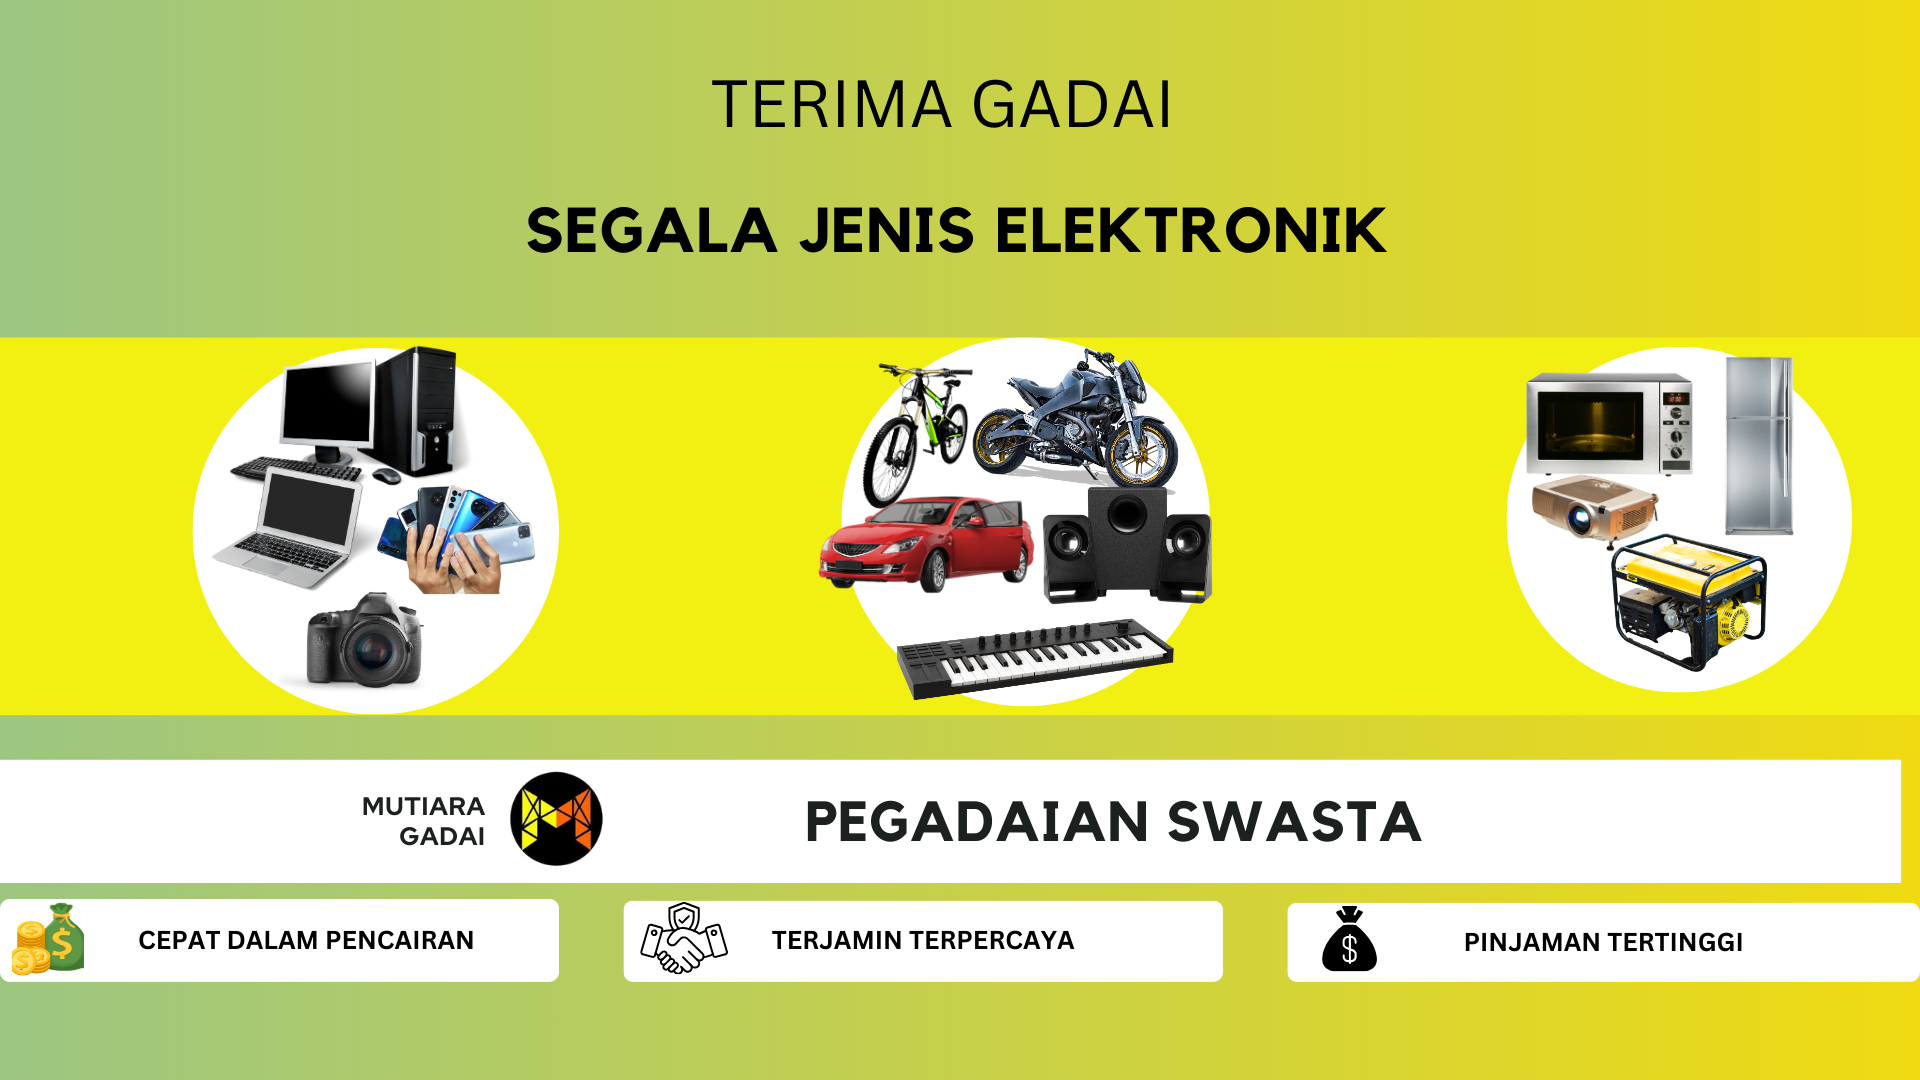 TERIMA GADAI
SEGALA JENIS ELEKTRONIK
MUTIARA
GADAI
PEGADAIAN SWASTA
CEPAT DALAM PENCAIRAN
TERJAMIN TERPERCAYA
PINJAMAN TERTINGGI